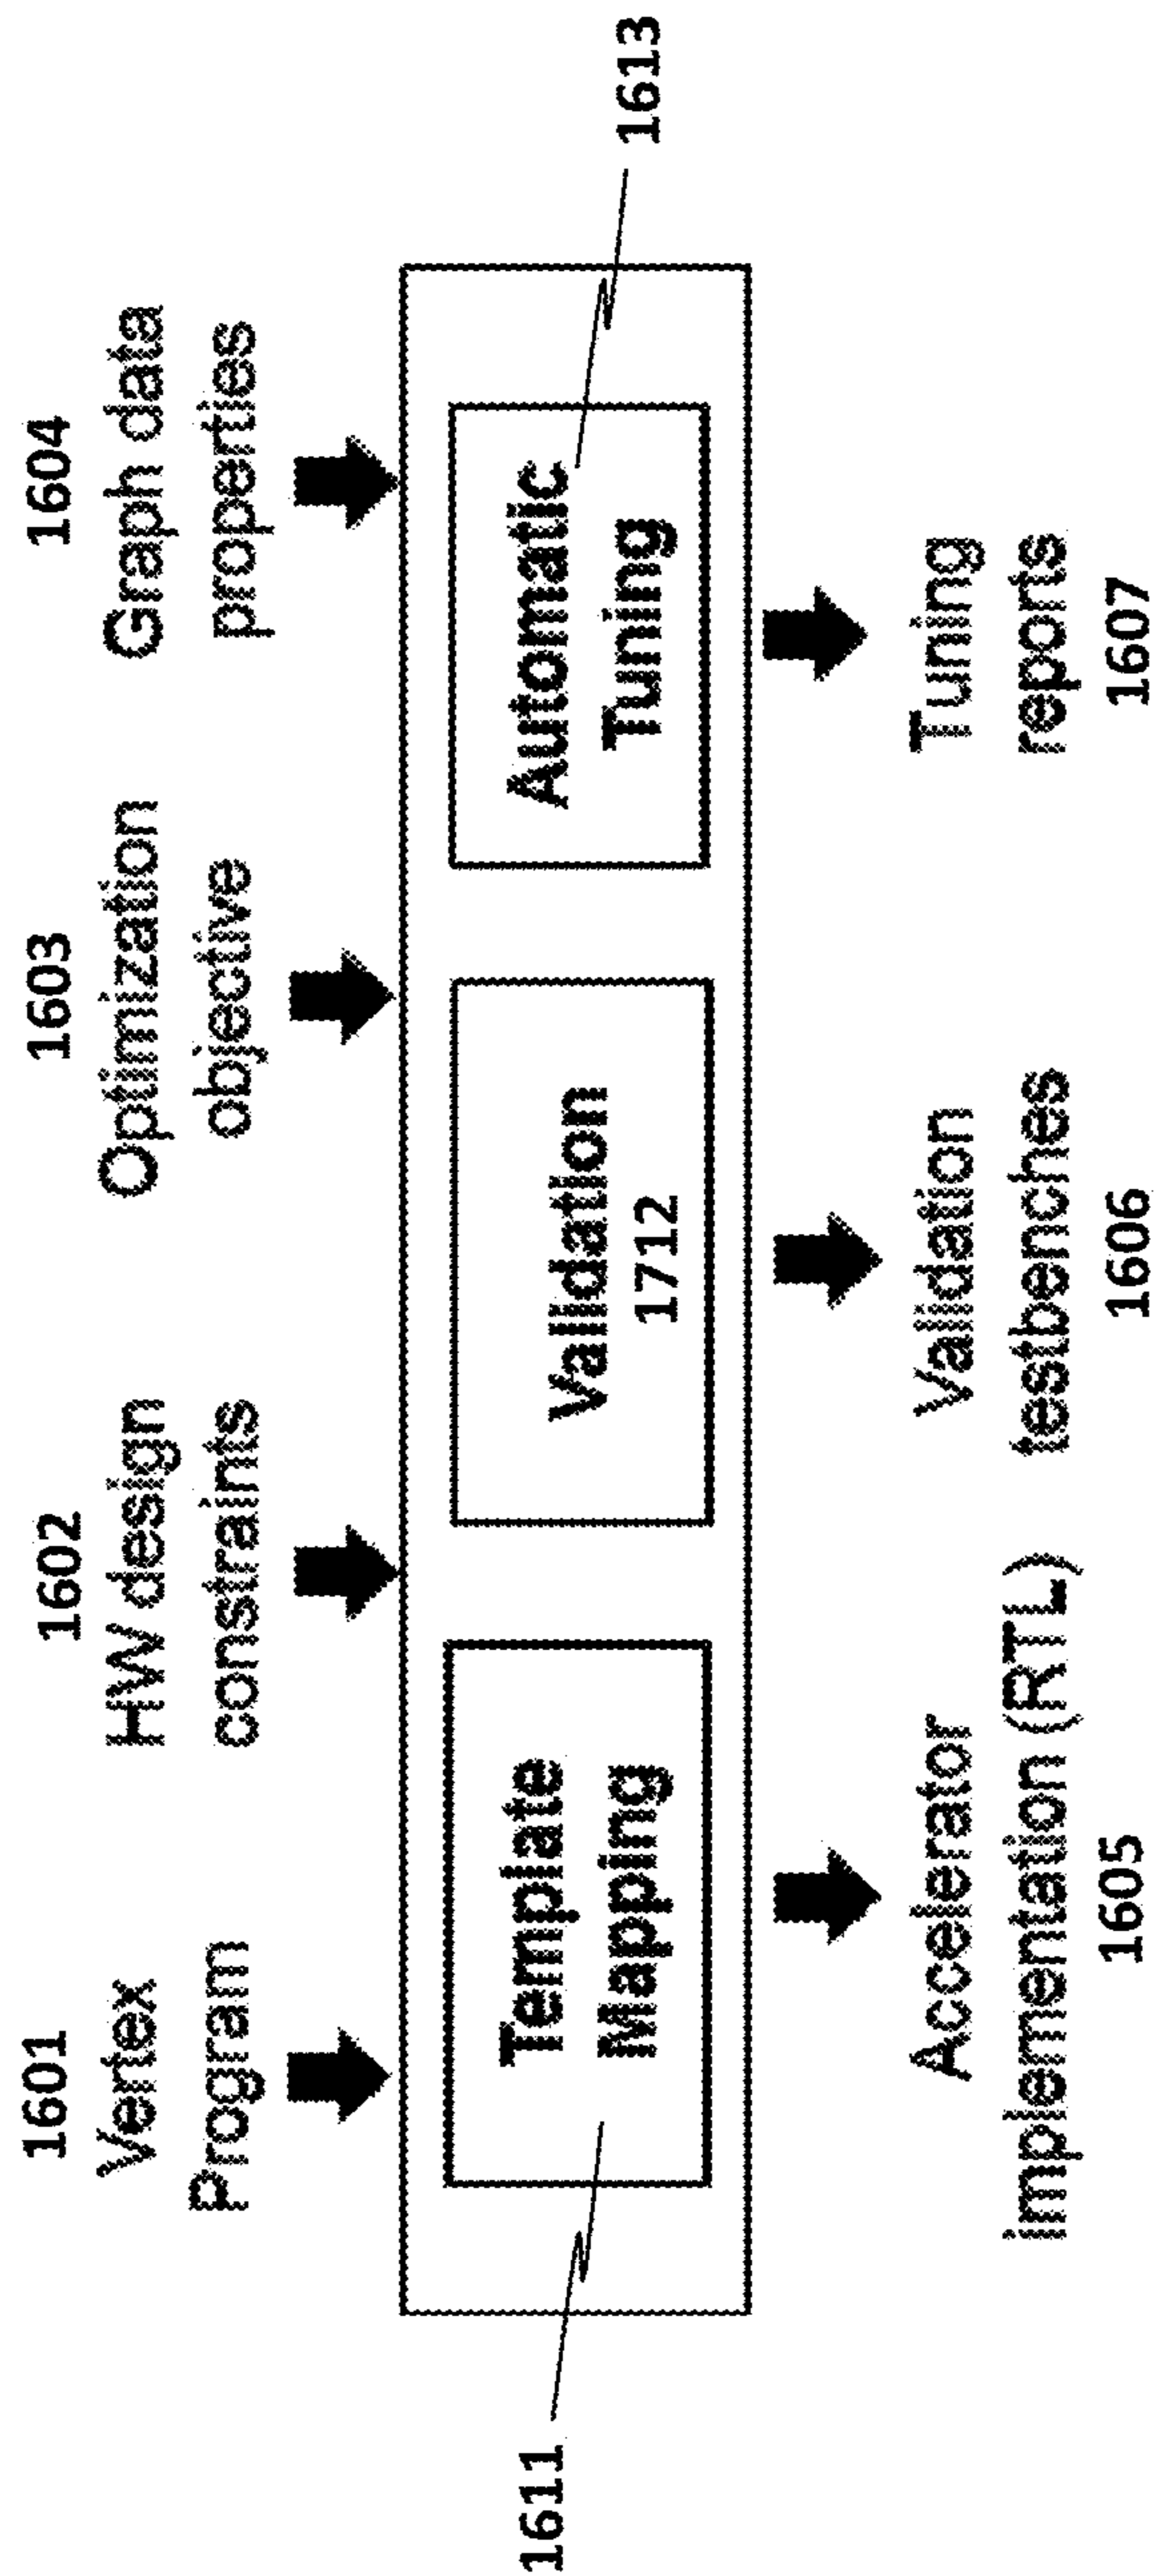 1601
Vertex
Program
1602
HW design
constraints
1603
Optimization
objective
1604
Graph data
properties
1611
Template
Mapping
Validation
1712
Automatic
Tuning
1613
Accelerator
implementation (RTL)
1605
Validation
testbenches
1606
Tuning
reports
1607